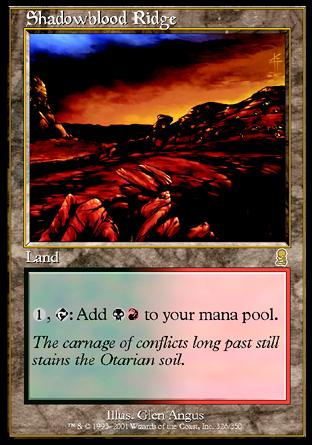 Shadowblood Ridge
Land
1, : Add to your mana pool.
The carnage of conflicts long past still
stains the Otarian soil.
Illus. Glen Angus
™ & © 1993-2001 Wizards of the Coast, Inc. 326/350